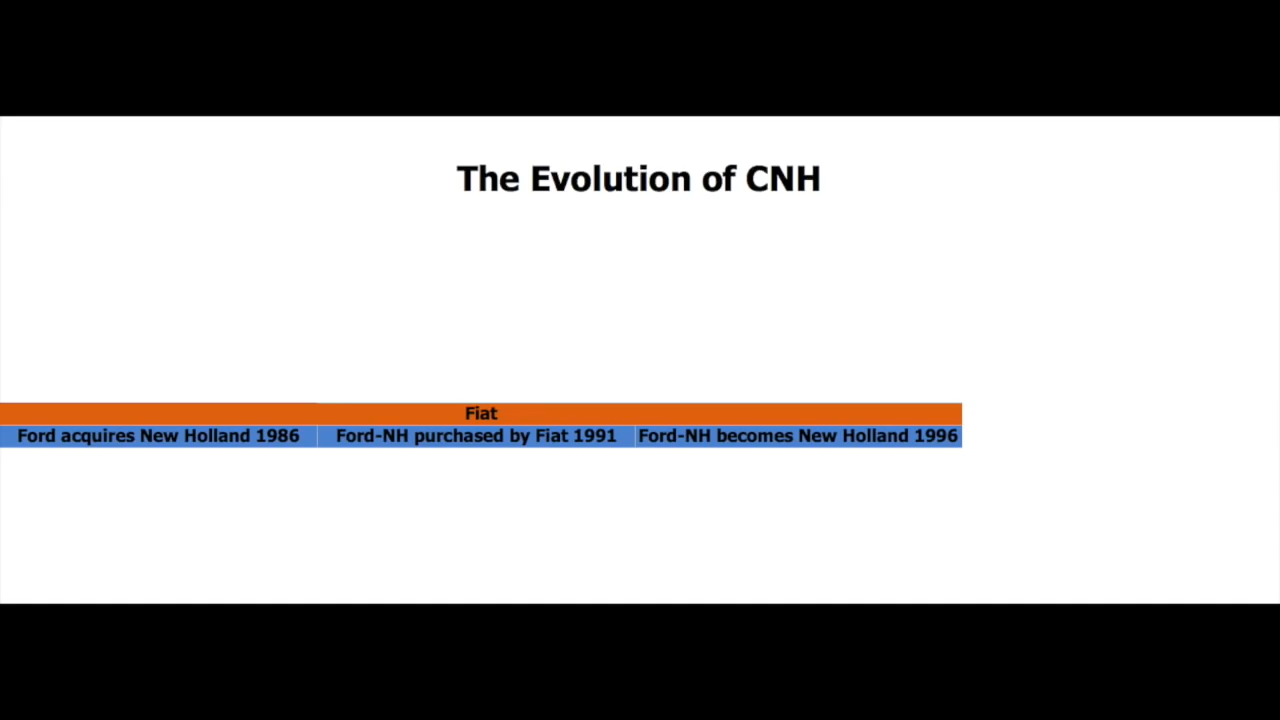 The Evolution of CNH
Fiat
Ford acquires New Holland 1986 Ford-NH purchased by Fiat 1991 Ford-NH becomes New Holland 1996